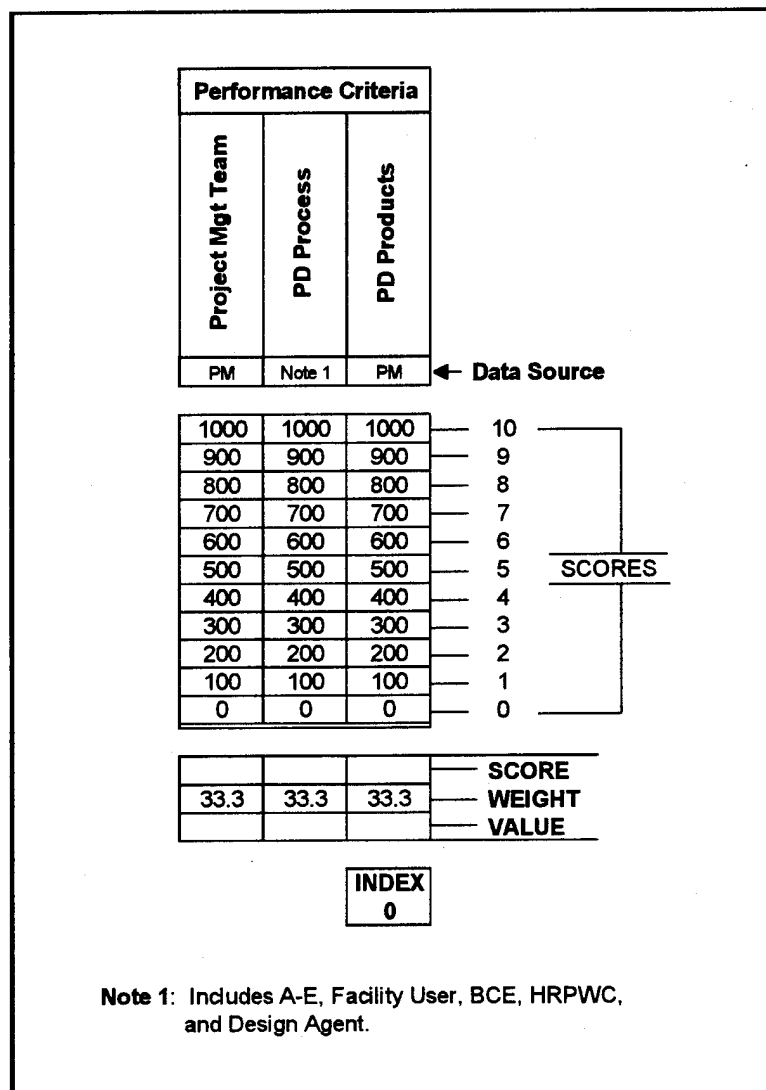 Performance Criteria
Project Mgt Team
PD Process
PD Products
PM Note 1 PM Data Source
1000 1000 1000 10
900 900 900 9
800 800 800 8
700 700 700 7
600 600 600 6
500 500 500 5 SCORES
400 400 400 4
300 300 300 3
200 200 200 2
100 100 100 1
0 0 0 0
SCORE
33.3 33.3 33.3 WEIGHT
VALUE
INDEX
0
Note 1: Includes A-E, Facility User, BCE, HRPWC,
and Design Agent.